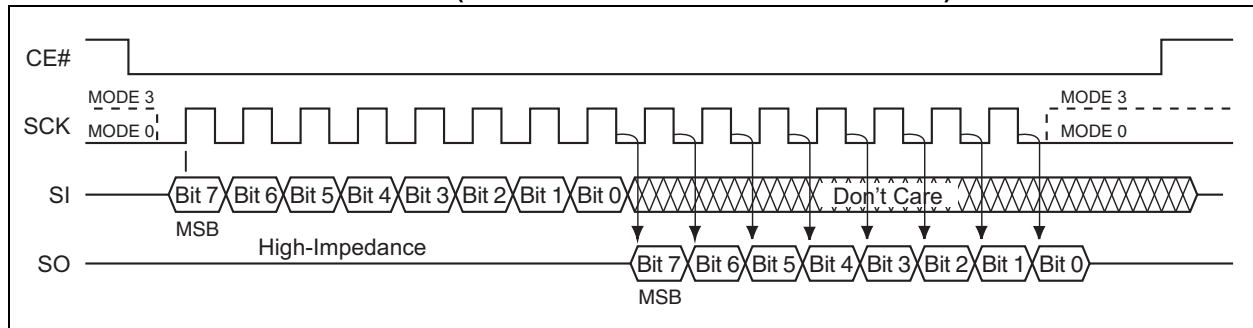 CE#
MODE 3 MODE 3
SCK MODE 0 MODE 0
SI Bit 7 Bit 6 Bit 5 Bit 4 Bit 3 Bit 2 Bit 1 Bit 0 Don't Care
MSB
High-Impedance
SO Bit 7 Bit 6 Bit 5 Bit 4 Bit 3 Bit 2 Bit 1 Bit 0
MSB